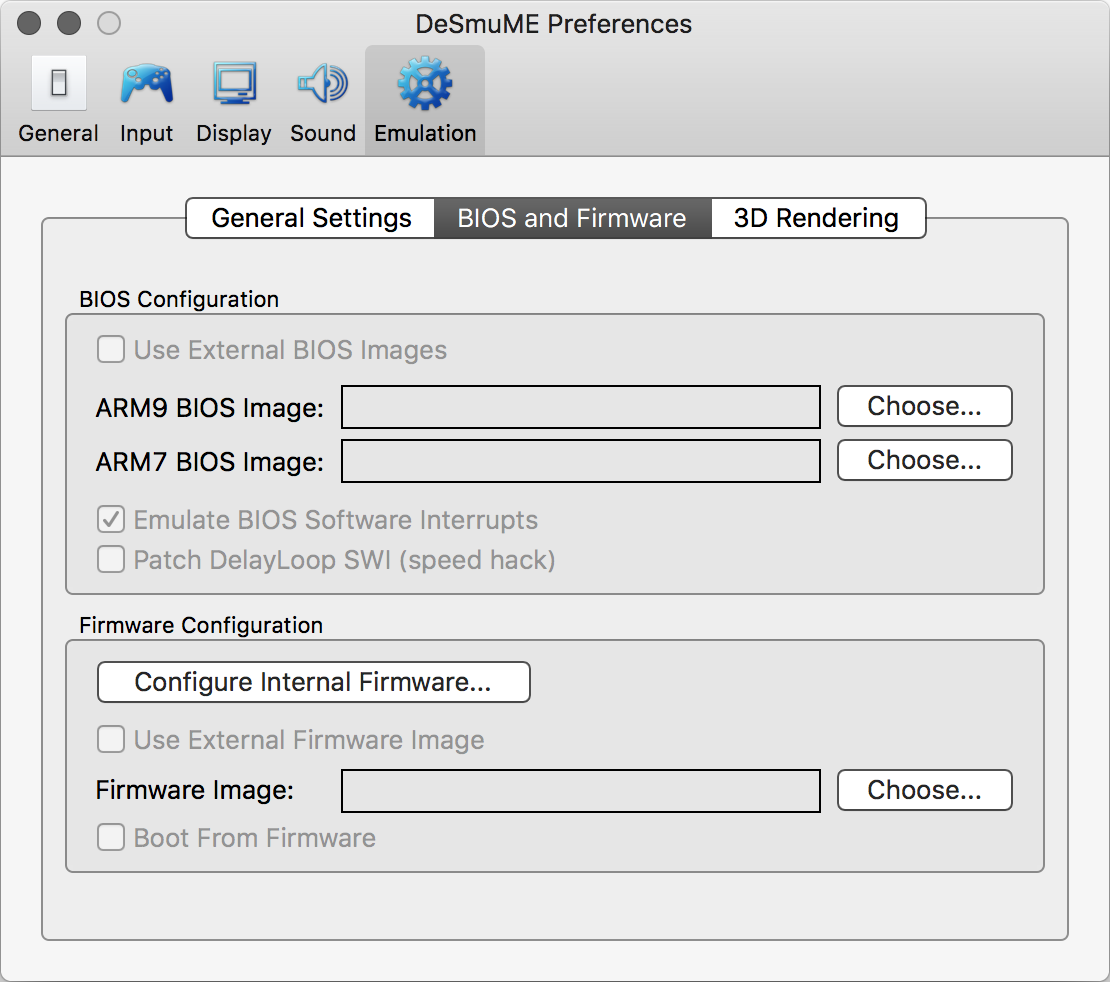 DeSmuME Preferences
General Input Display Sound Emulation
General Settings BIOS and Firmware 3D Rendering
BIOS Configuration
Use External BIOS Images
ARM9 BIOS Image: Choose...
ARM7 BIOS Image: Choose...
Emulate BIOS Software Interrupts
Patch DelayLoop SWI (speed hack)
Firmware Configuration
Configure Internal Firmware...
Use External Firmware Image
Firmware Image: Choose...
Boot From Firmware